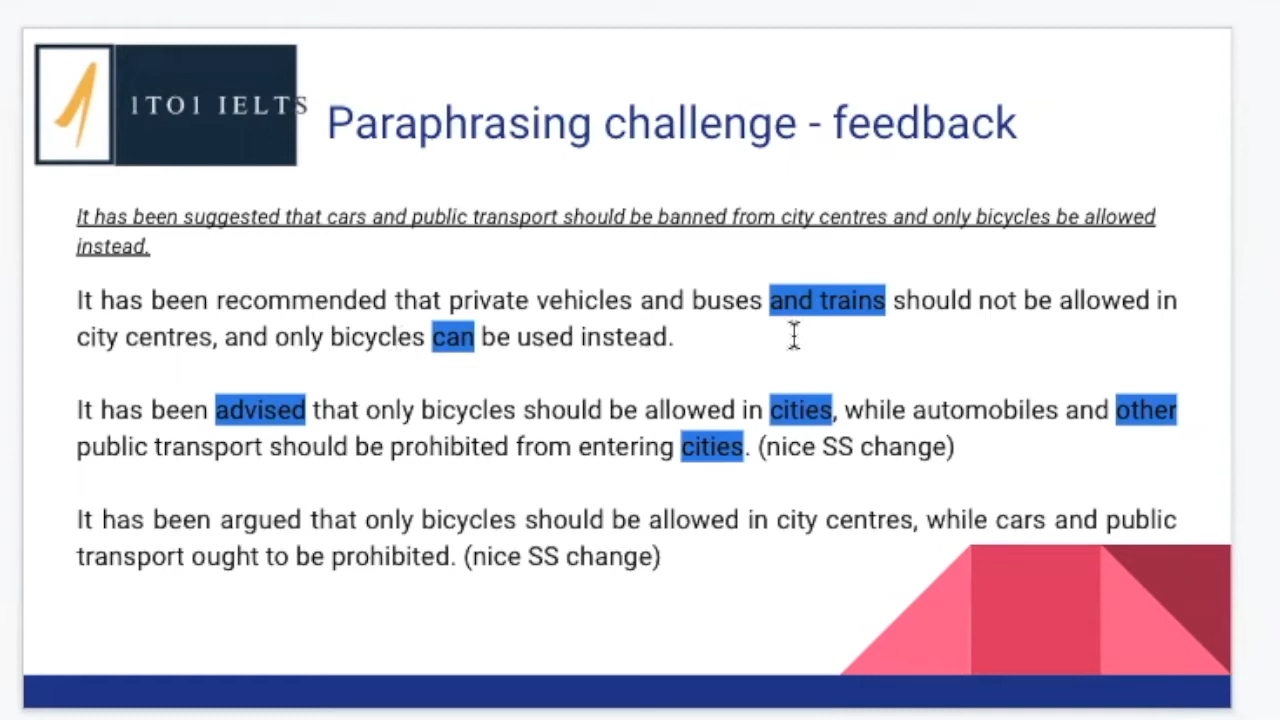 1TO1 IELTS
Paraphrasing challenge - feedback
It has been suggested that cars and public transport should be banned from city centres and only bicycles be allowed
instead.
It has been recommended that private vehicles and buses and trains should not be allowed in
city centres, and only bicycles can be used instead.
It has been advised that only bicycles should be allowed in cities, while automobiles and other
public transport should be prohibited from entering cities. (nice SS change)
It has been argued that only bicycles should be allowed in city centres, while cars and public
transport ought to be prohibited. (nice SS change)